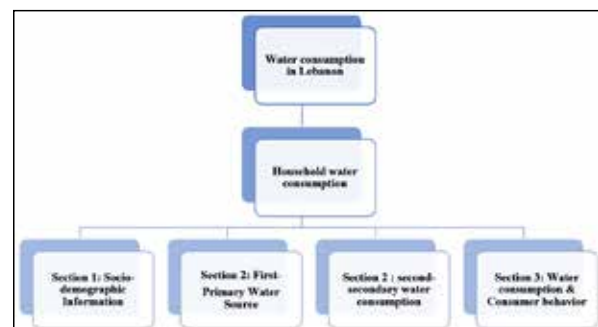 Water consumption
in Lebanon
Household water
consumption
Section 1: Socio-
demographic
Information
Section 2: First-
Primary Water
Source
Section 2 : second-
secondary water
consumption
Section 3: Water
consumption &
Consumer behavior